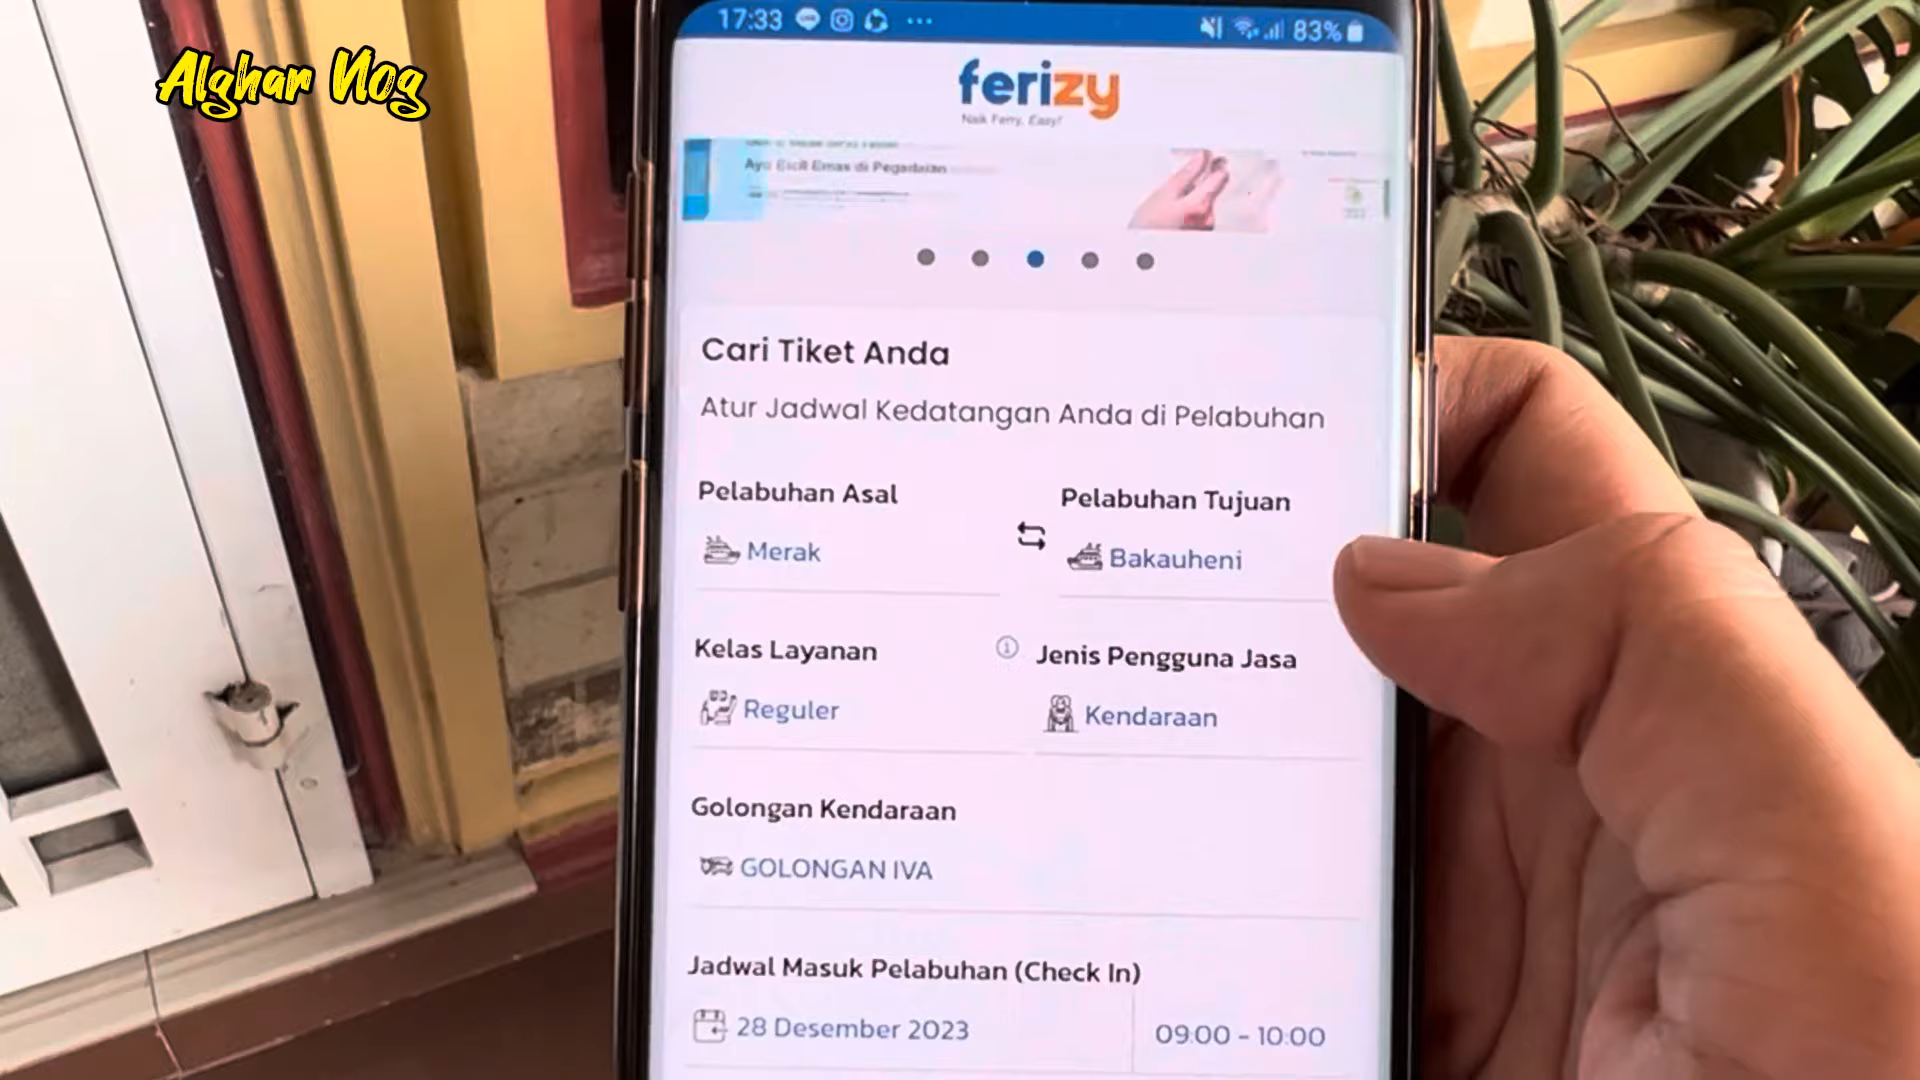 Alghar Vlog
17:33
83%
ferizy
Naik Ferry, Easy!
Ayo Cicil Emas di Pegadaian
Cari Tiket Anda
Atur Jadwal Kedatangan Anda di Pelabuhan
Pelabuhan Asal
Merak
Pelabuhan Tujuan
Bakauheni
Kelas Layanan
Reguler
Jenis Pengguna Jasa
Kendaraan
Golongan Kendaraan
GOLONGAN IVA
Jadwal Masuk Pelabuhan (Check In)
28 Desember 2023
09:00 - 10:00